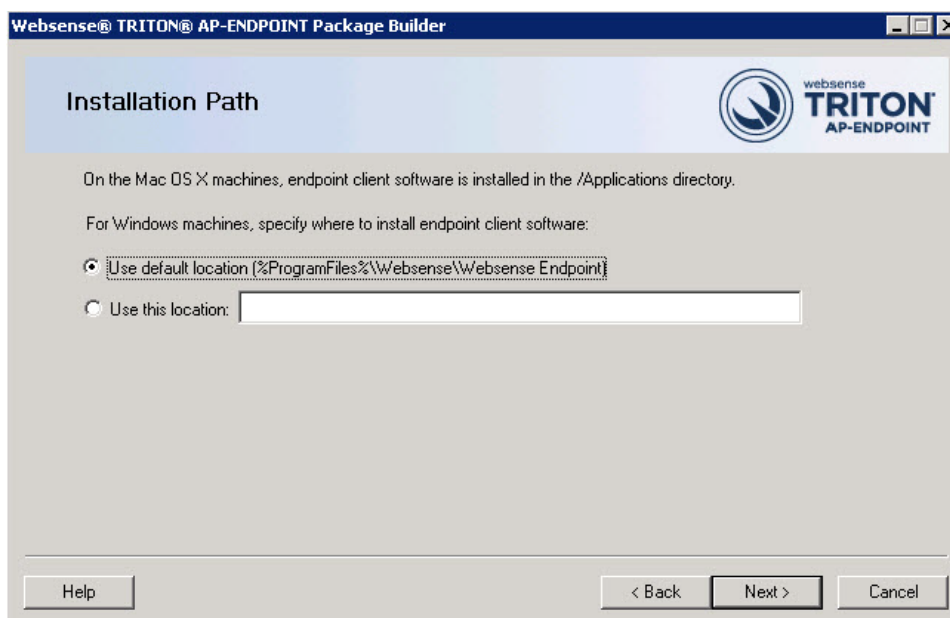 Websense® TRITON® AP-ENDPOINT Package Builder
Installation Path
websense
TRITON®
AP-ENDPOINT
On the Mac OS X machines, endpoint client software is installed in the /Applications directory.
For Windows machines, specify where to install endpoint client software:
Use default location (%ProgramFiles%\Websense\Websense Endpoint)
Use this location:
Help
< Back
Next >
Cancel